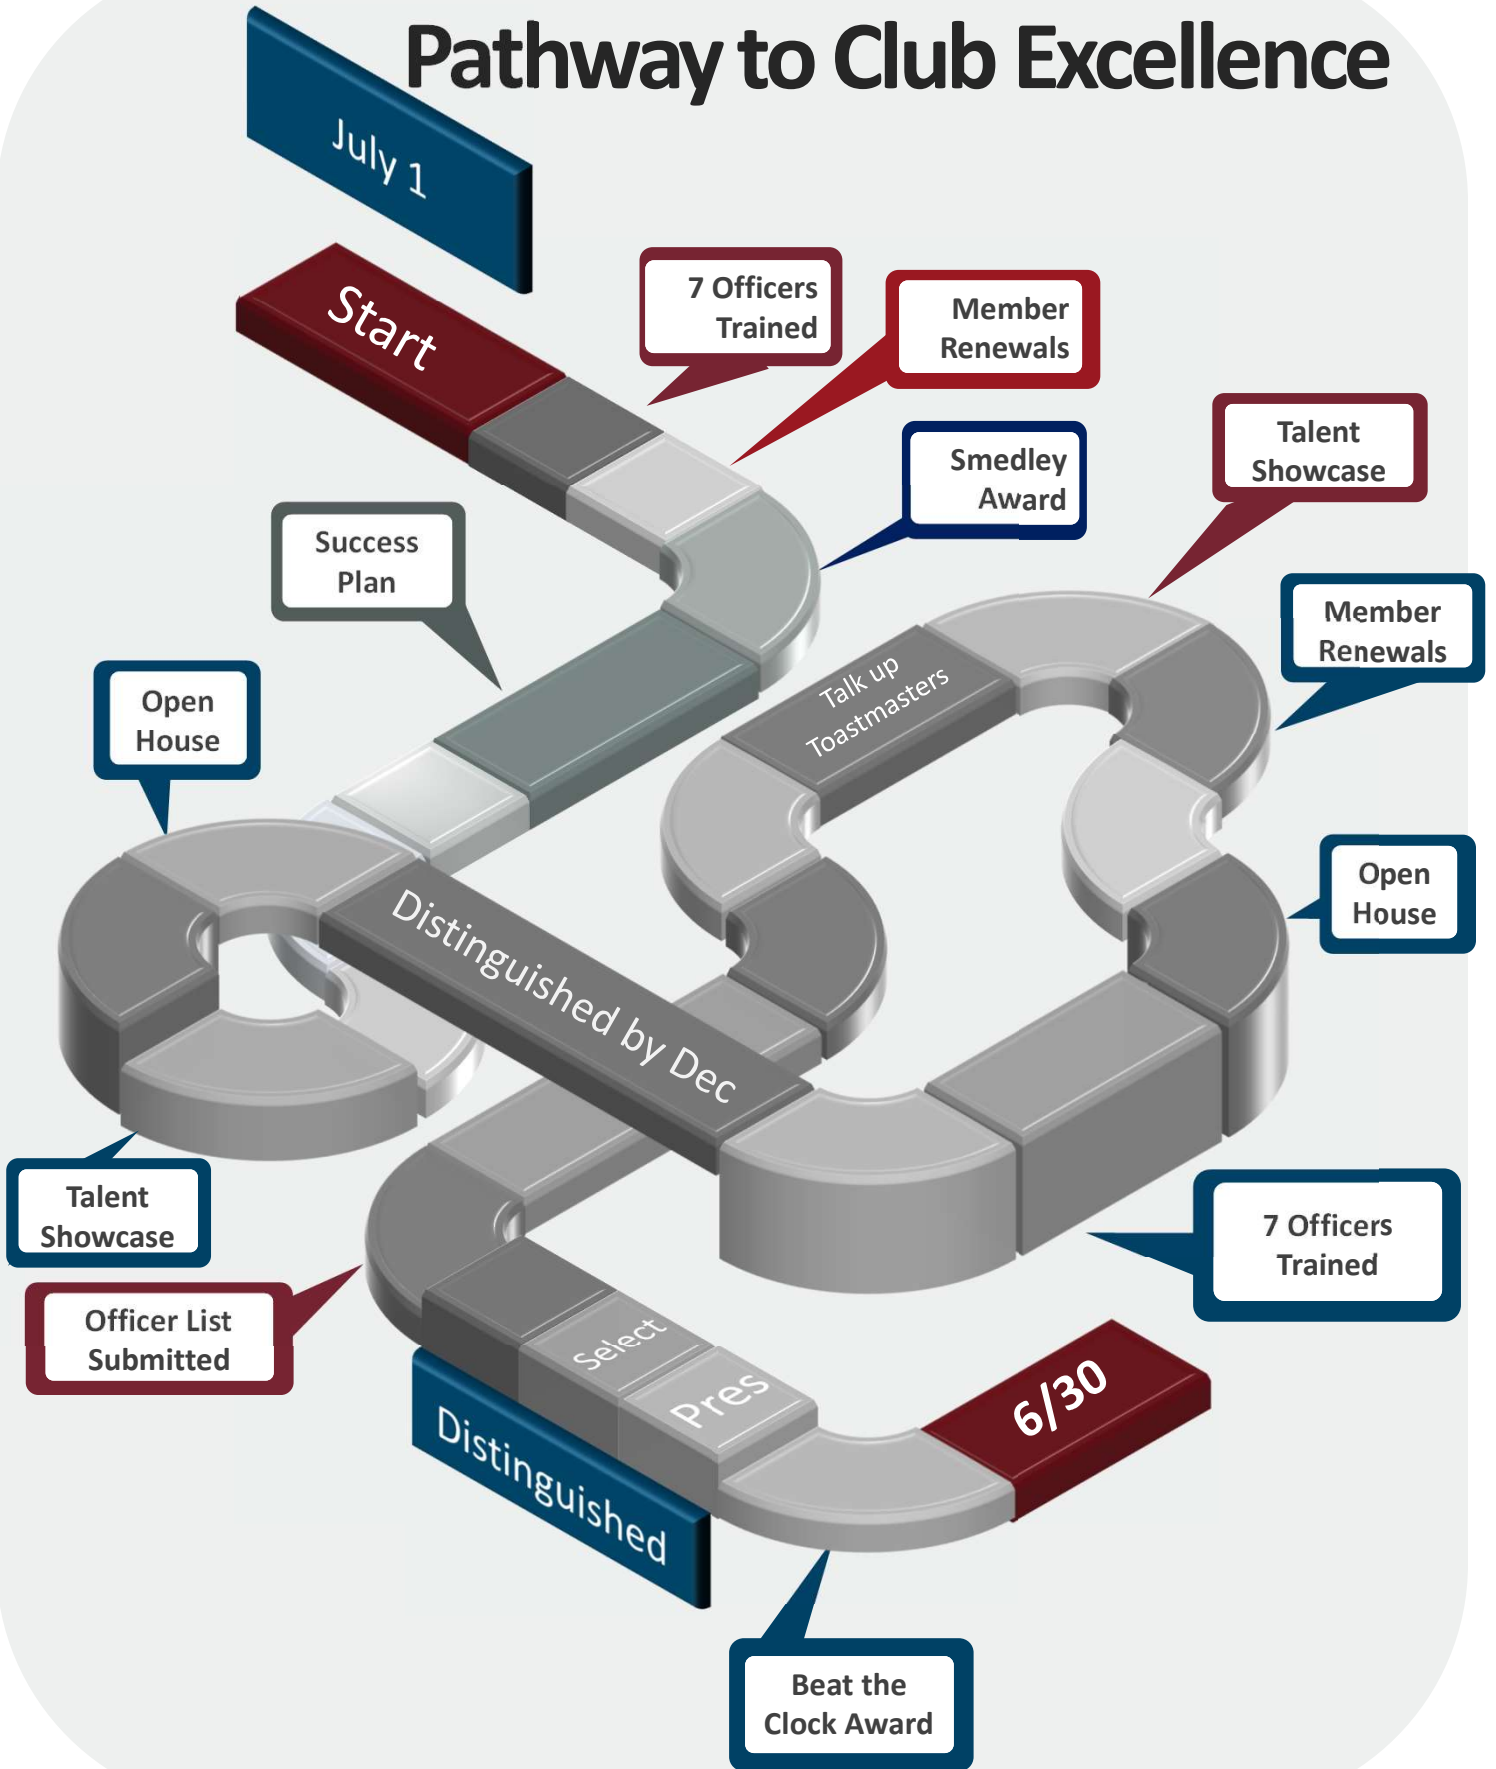 Pathway to Club Excellence
July 1
Start
7 Officers
Trained
Member
Renewals
Smedley
Award
Success
Plan
Talent
Showcase
Member
Renewals
Talk up
Toastmasters
Open
House
Open
House
Distinguished by Dec
Talent
Showcase
7 Officers
Trained
Officer List
Submitted
Select
Pres
6/30
Distinguished
Beat the
Clock Award